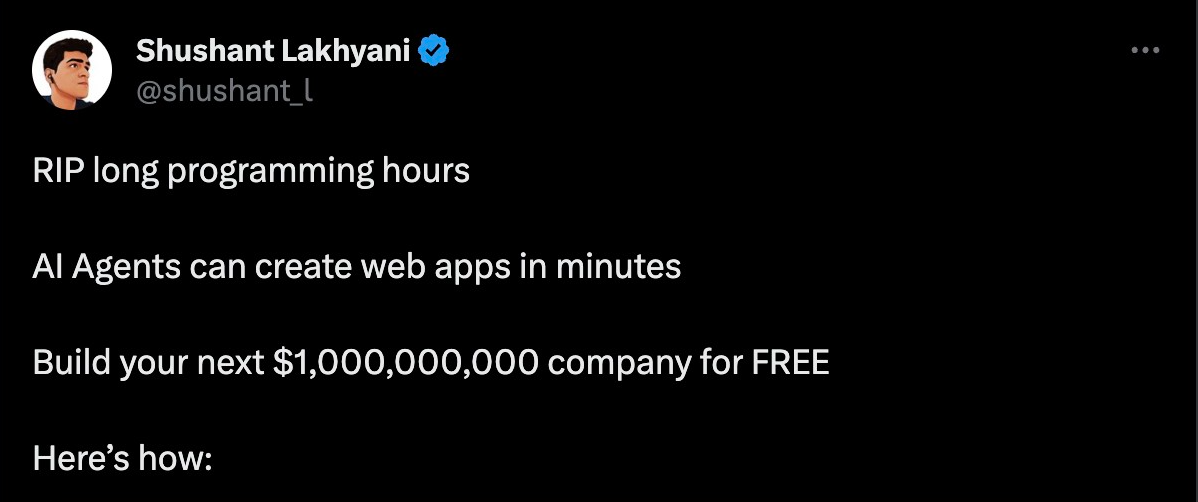 Shushant Lakhyani
@shushant_l
RIP long programming hours
AI Agents can create web apps in minutes
Build your next $1,000,000,000 company for FREE
Here’s how: